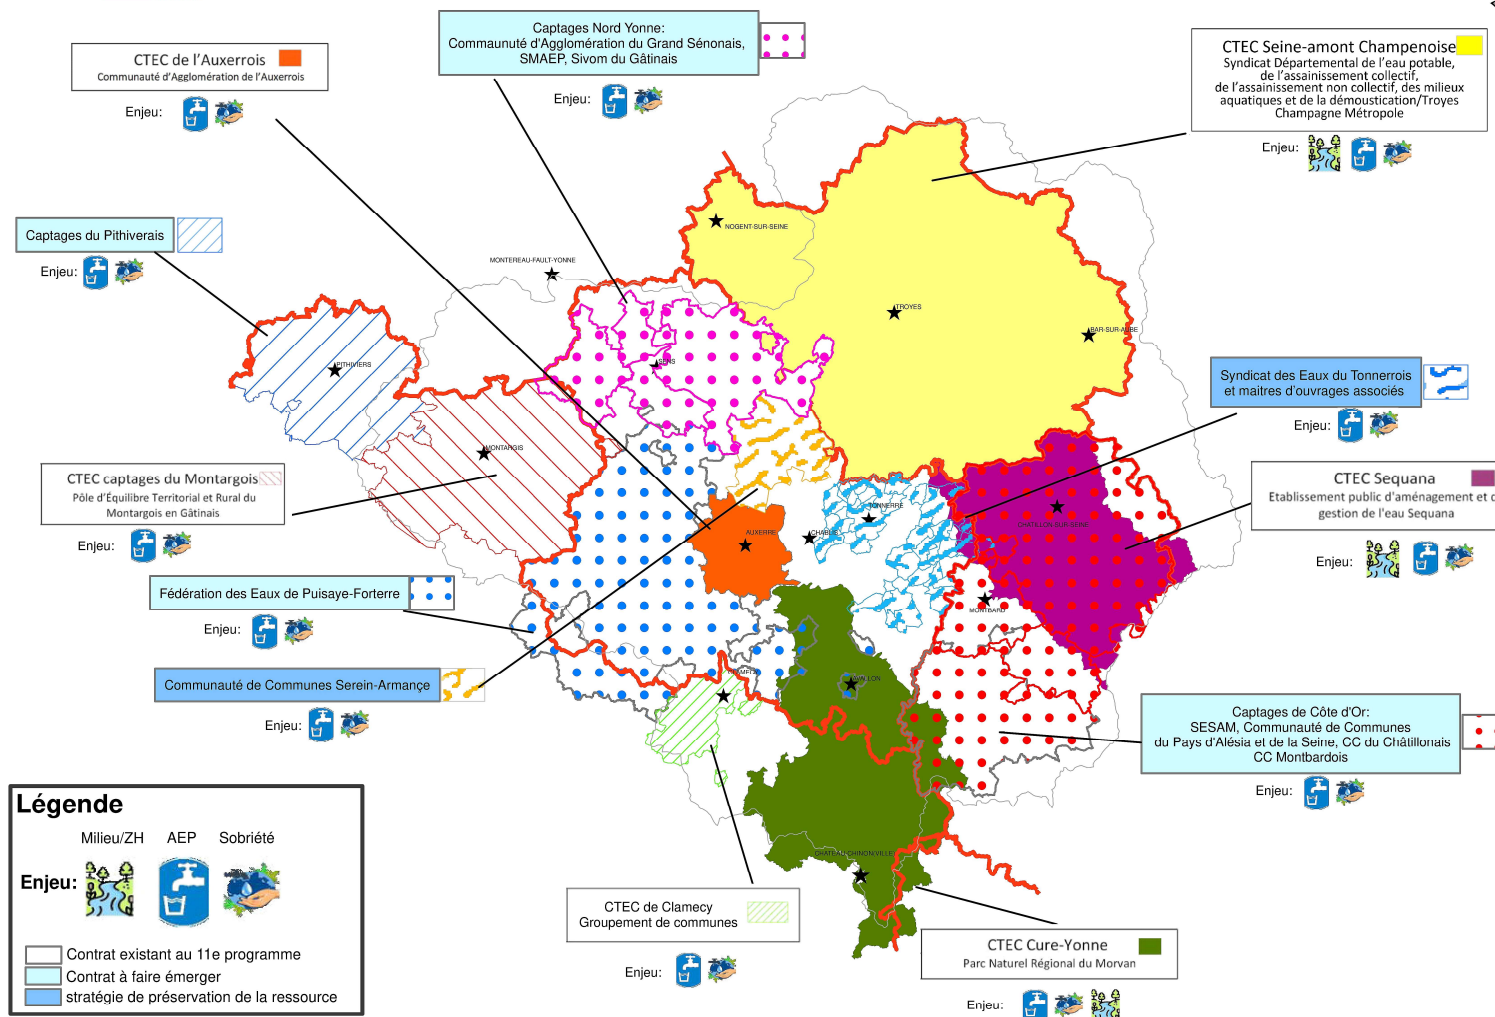 Captages Nord Yonne:
Commaunuté d'Agglomération du Grand Sénonais,
SMAEP, Sivom du Gâtinais
Enjeu:
CTEC de l'Auxerrois
Communauté d'Agglomération de l'Auxerrois
Enjeu:
CTEC Seine-amont Champenoise
Syndicat Départemental de l'eau potable,
de l'assainissement collectif,
de l'assainissement non collectif, des milieux
aquatiques et de la démoustication/Troyes
Champagne Métropole
Enjeu:
Captages du Pithiverais
Enjeu:
NOGENT-SUR-SEINE
MONTEREAU-FAULT-YONNE
TROYES
BAR-SUR-AUBE
PITHIVIERS
SENS
Syndicat des Eaux du Tonnerrois
et maitres d'ouvrages associés
Enjeu:
MONTARGIS
CTEC captages du Montargois
Pôle d'Équilibre Territorial et Rural du
Montargois en Gâtinais
Enjeu:
CTEC Sequana
Etablissement public d'aménagement et d
gestion de l'eau Sequana
Enjeu:
TONNERRE
CHATILLON-SUR-SEINE
AUXERRE
CHABLIS
Fédération des Eaux de Puisaye-Forterre
Enjeu:
MONTBARD
Communauté de Communes Serein-Armançe
Enjeu:
CLAMECY
AVALLON
Captages de Côte d'Or:
SESAM, Communauté de Communes
du Pays d'Alésia et de la Seine, CC du Châtillonais
CC Montbardois
Enjeu:
CHATEAU-CHINON(VILLE)
CTEC de Clamecy
Groupement de communes
Enjeu:
CTEC Cure-Yonne
Parc Naturel Régional du Morvan
Enjeu:
Légende
Milieu/ZH AEP Sobriété
Enjeu:
Contrat existant au 11e programme
Contrat à faire émerger
stratégie de préservation de la ressource